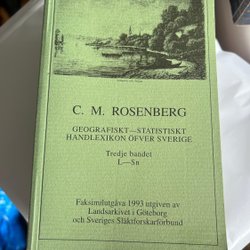 C. M. ROSENBERG
GEOGRAFISKT—STATISTISKT
HANDLEXIKON ÖFVER SVERIGE
Tredje bandet
L—Sn
Faksimilutgåva 1993 utgiven av
Landsarkivet i Göteborg
och Sveriges Släktforskarförbund